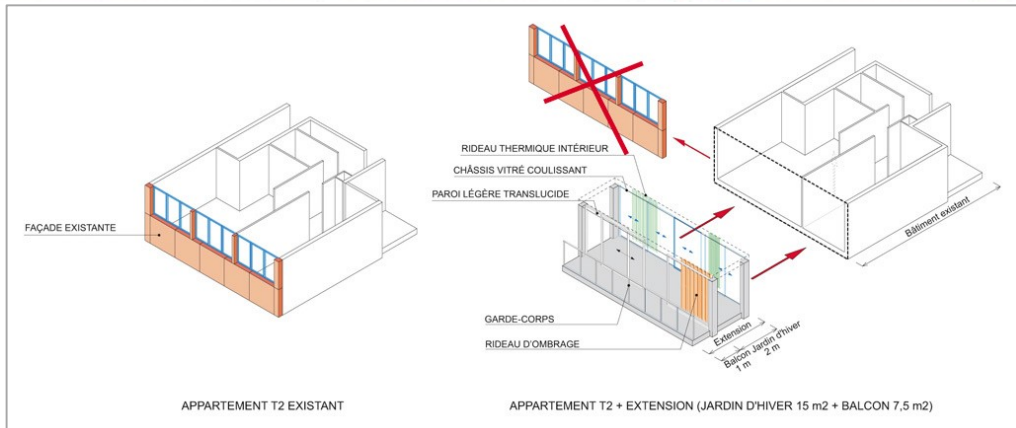 FAÇADE EXISTANTE
APPARTEMENT T2 EXISTANT
RIDEAU THERMIQUE INTÉRIEUR
CHÂSSIS VITRÉ COULISSANT
PAROI LÉGÈRE TRANSLUCIDE
GARDE-CORPS
RIDEAU D'OMBRAGE
Bâtiment existant
Extension
Balcon
1 m
Jardin d'hiver
2 m
APPARTEMENT T2 + EXTENSION (JARDIN D'HIVER 15 m2 + BALCON 7,5 m2)